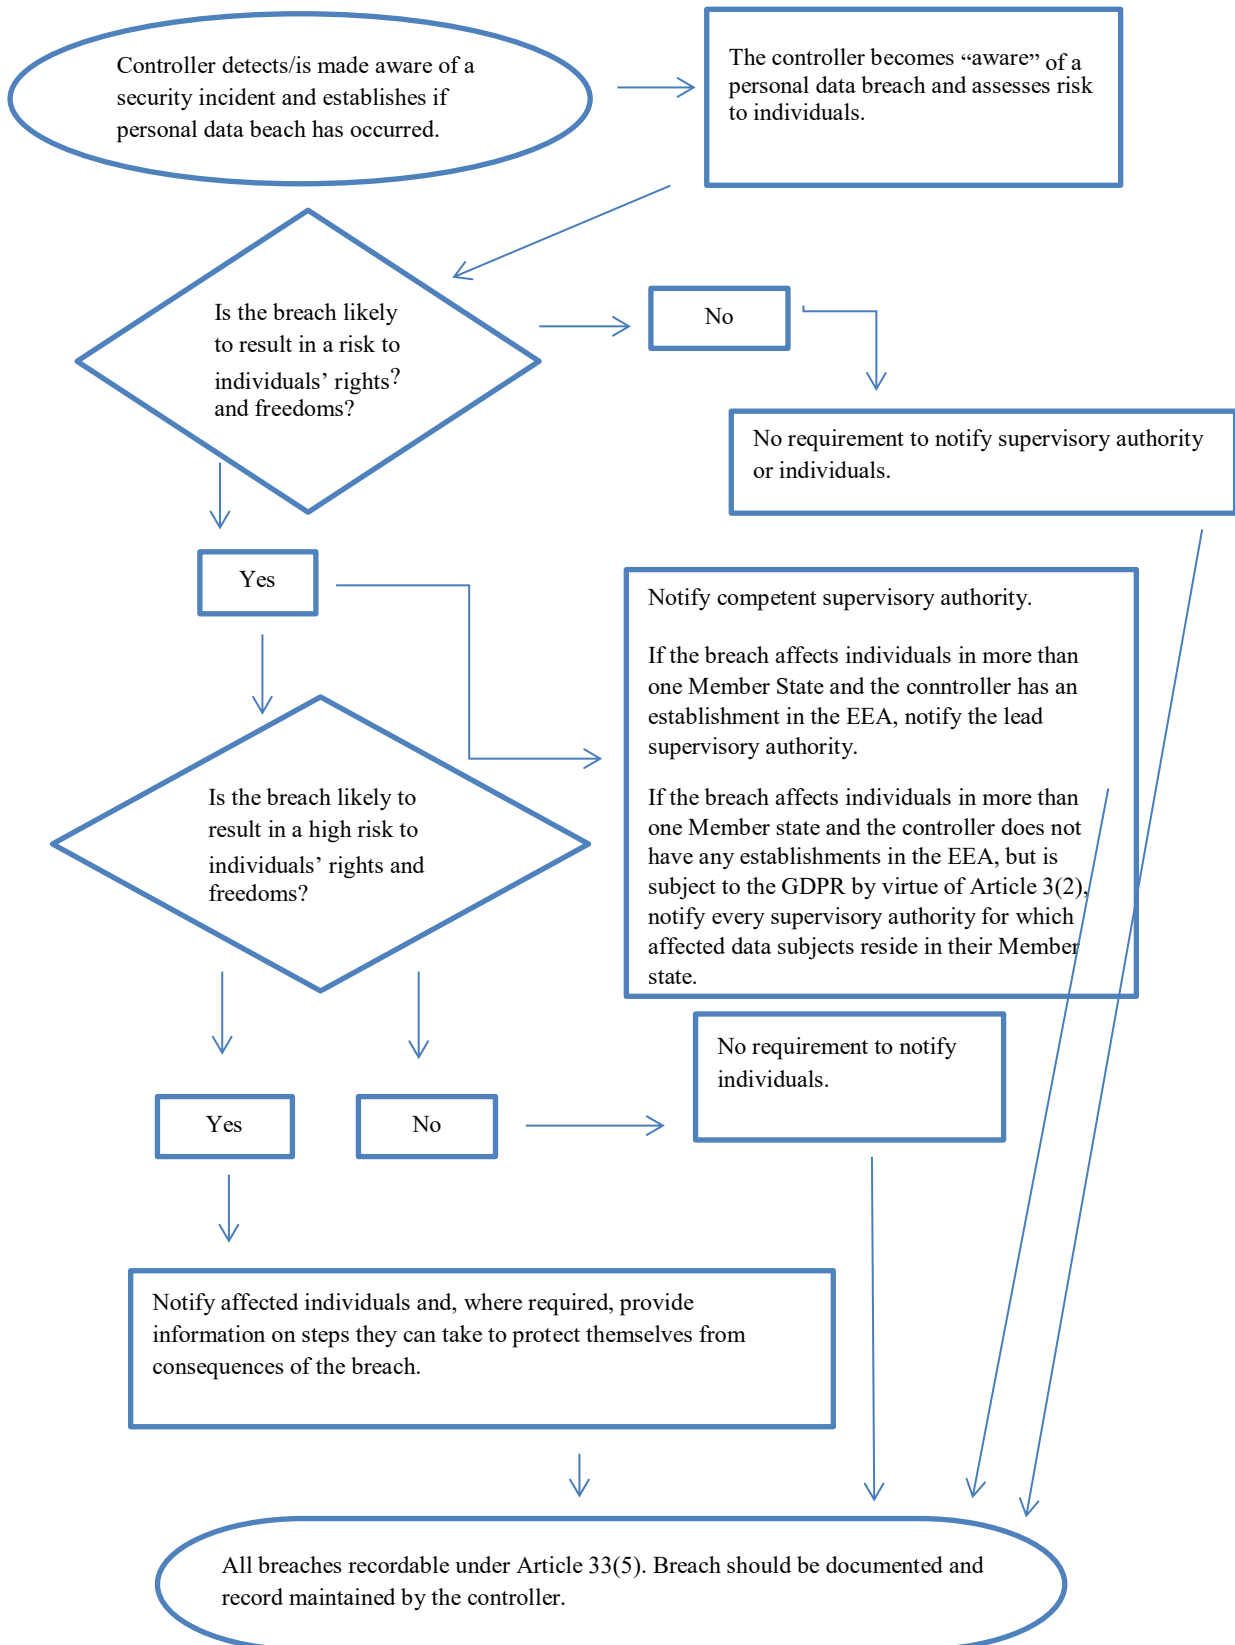 Controller detects/is made aware of a
security incident and establishes if
personal data beach has occurred.
The controller becomes “aware” of a
personal data breach and assesses risk
to individuals.
Is the breach likely
to result in a risk to
individuals’ rights?
and freedoms?
No
No requirement to notify supervisory authority
or individuals.
Yes
Notify competent supervisory authority.
If the breach affects individuals in more than
one Member State and the conntroller has an
establishment in the EEA, notify the lead
supervisory authority.
If the breach affects individuals in more than
one Member state and the controller does not
have any establishments in the EEA, but is
subject to the GDPR by virtue of Article 3(2),
notify every supervisory authority for which
affected data subjects reside in their Member
state.
Is the breach likely to
result in a high risk to
individuals’ rights and
freedoms?
No requirement to notify
individuals.
Yes
No
Notify affected individuals and, where required, provide
information on steps they can take to protect themselves from
consequences of the breach.
All breaches recordable under Article 33(5). Breach should be documented and
record maintained by the controller.